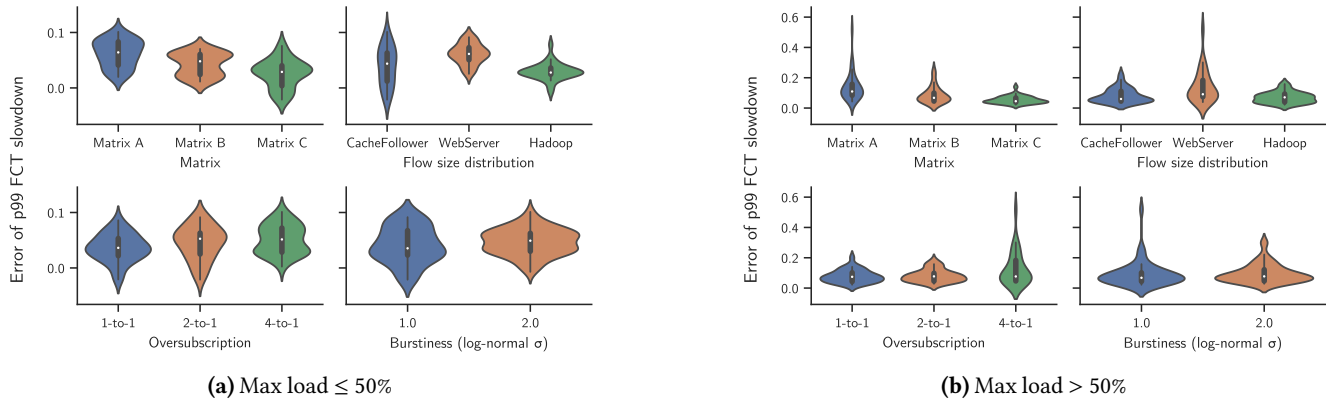 Error of p99 FCT slowdown
0.1
0.0
Matrix A Matrix B Matrix C
Matrix
CacheFollower WebServer Hadoop
Flow size distribution
0.1
0.0
1-to-1 2-to-1 4-to-1
Oversubscription
1.0 2.0
Burstiness (log-normal σ)
(a) Max load ≤ 50%
Error of p99 FCT slowdown
0.6
0.4
0.2
0.0
Matrix A Matrix B Matrix C
Matrix
CacheFollower WebServer Hadoop
Flow size distribution
0.6
0.4
0.2
0.0
1-to-1 2-to-1 4-to-1
Oversubscription
1.0 2.0
Burstiness (log-normal σ)
(b) Max load > 50%